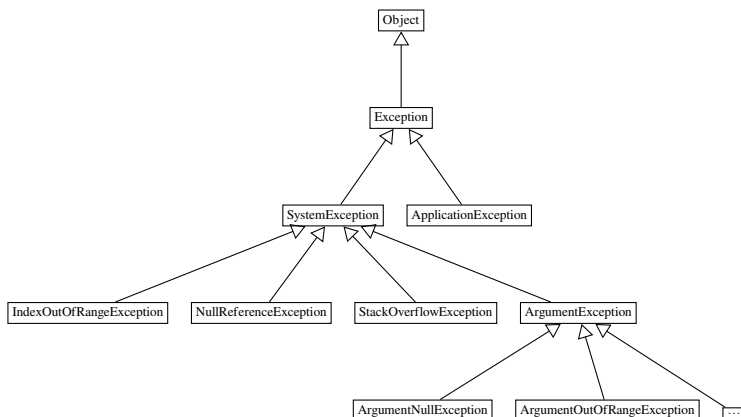 Object
Exception
SystemException
ApplicationException
IndexOutOfRangeException
NullReferenceException
StackOverflowException
ArgumentException
ArgumentNullException
ArgumentOutOfRangeException
...